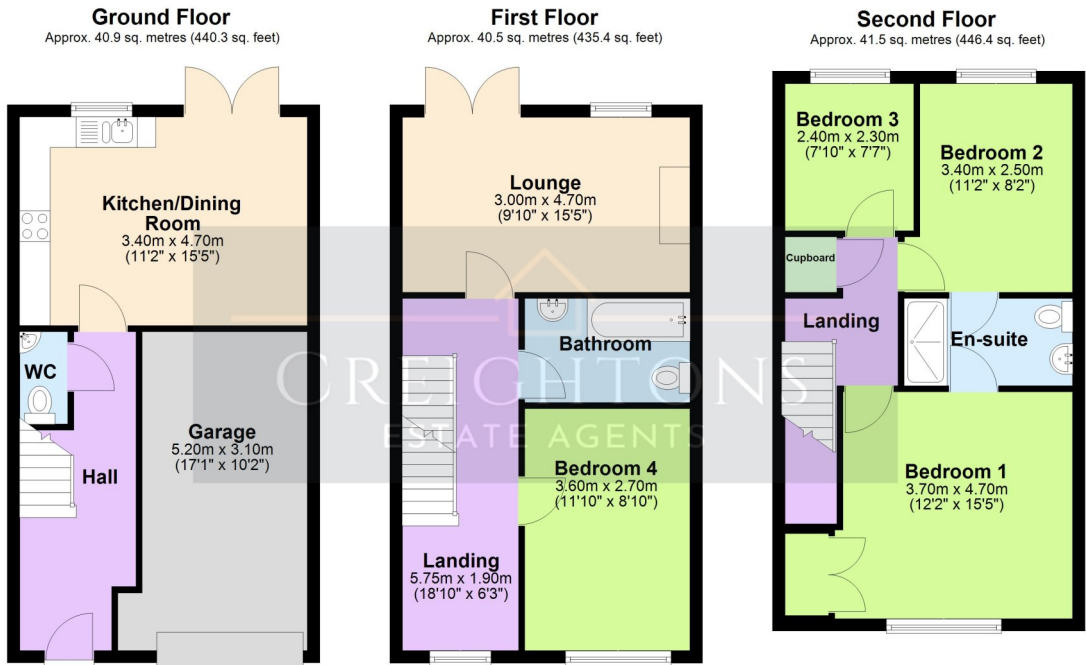 Ground Floor
Approx. 40.9 sq. metres (440.3 sq. feet)
Kitchen/Dining
Room
3.40m x 4.70m
(11'2" x 15'5")
WC
Hall
Garage
5.20m x 3.10m
(17'1" x 10'2")
First Floor
Approx. 40.5 sq. metres (435.4 sq. feet)
Lounge
3.00m x 4.70m
(9'10" x 15'5")
Bathroom
Bedroom 4
3.60m x 2.70m
(11'10" x 8'10")
Landing
5.75m x 1.90m
(18'10" x 6'3")
Second Floor
Approx. 41.5 sq. metres (446.4 sq. feet)
Bedroom 3
2.40m x 2.30m
(7'10" x 7'7")
Bedroom 2
3.40m x 2.50m
(11'2" x 8'2")
Cupboard
Landing
En-suite
Bedroom 1
3.70m x 4.70m
(12'2" x 15'5")
CREIGHTONS
ESTATE AGENTS